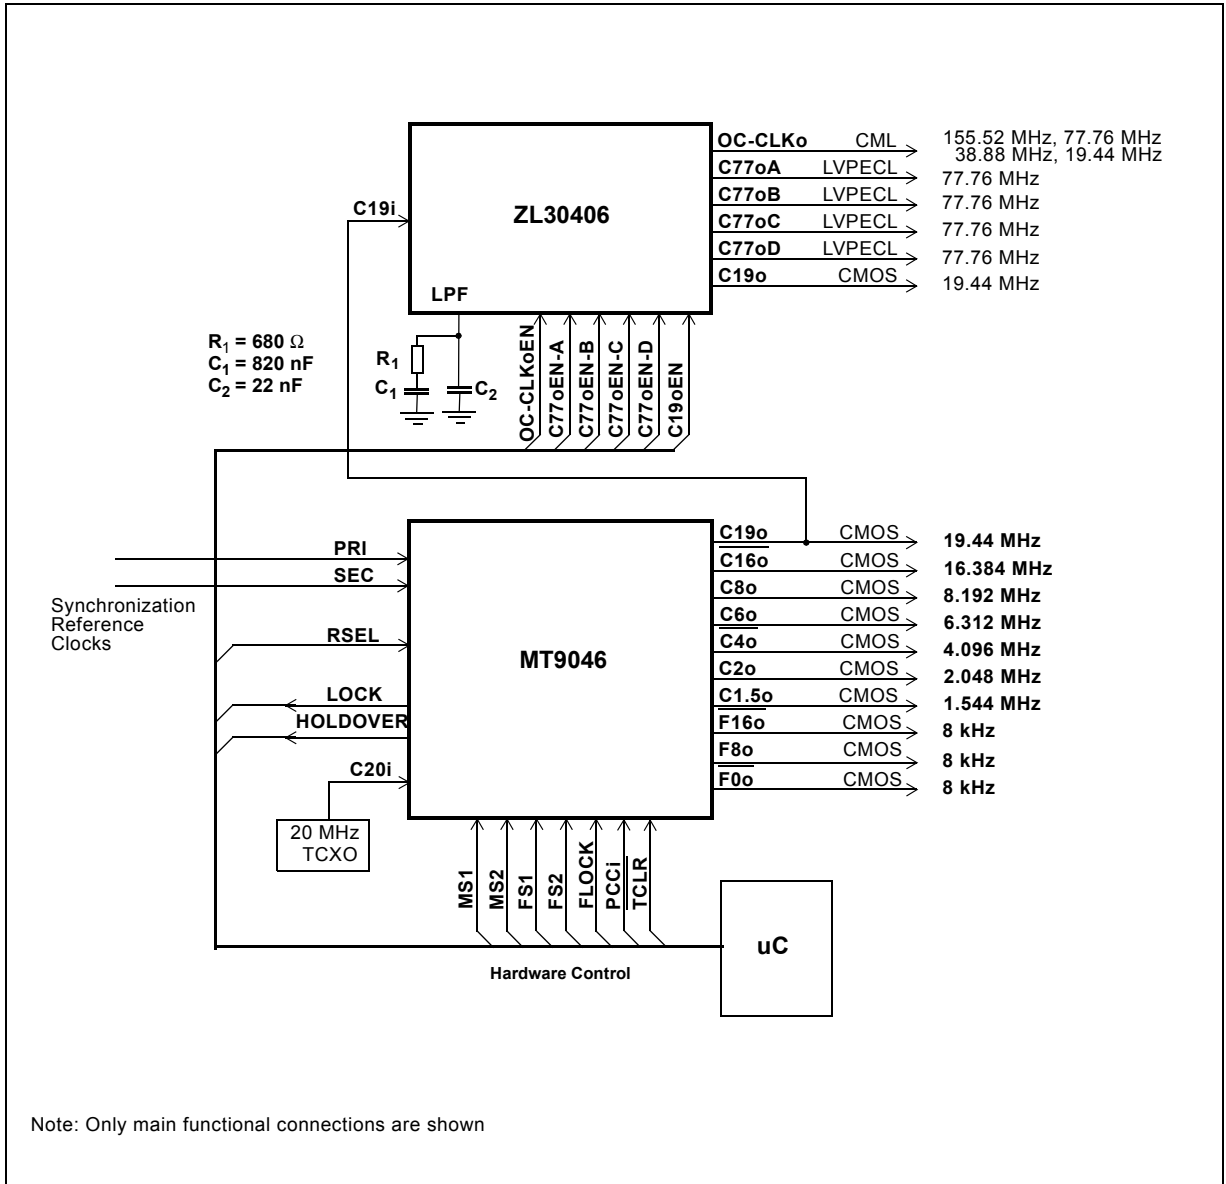 OC-CLKo CML 155.52 MHz, 77.76 MHz
38.88 MHz, 19.44 MHz
C77oA LVPECL 77.76 MHz
C77oB LVPECL 77.76 MHz
C77oC LVPECL 77.76 MHz
C77oD LVPECL 77.76 MHz
C19o CMOS 19.44 MHz
C19i
ZL30406
LPF
R1 = 680 Ω
C1 = 820 nF
C2 = 22 nF
R1
C1
C2
OC-CLKoEN
C77oEN-A
C77oEN-B
C77oEN-C
C77oEN-D
C19oEN
PRI
SEC
Synchronization
Reference
Clocks
RSEL
LOCK
HOLDOVER
C20i
20 MHz
TCXO
MT9046
C19o CMOS 19.44 MHz
C16o CMOS 16.384 MHz
C8o CMOS 8.192 MHz
C6o CMOS 6.312 MHz
C4o CMOS 4.096 MHz
C2o CMOS 2.048 MHz
C1.5o CMOS 1.544 MHz
F16o CMOS 8 kHz
F8o CMOS 8 kHz
F0o CMOS 8 kHz
MS1
MS2
FS1
FS2
FLOCK
PCCi
TCLR
Hardware Control
uC
Note: Only main functional connections are shown